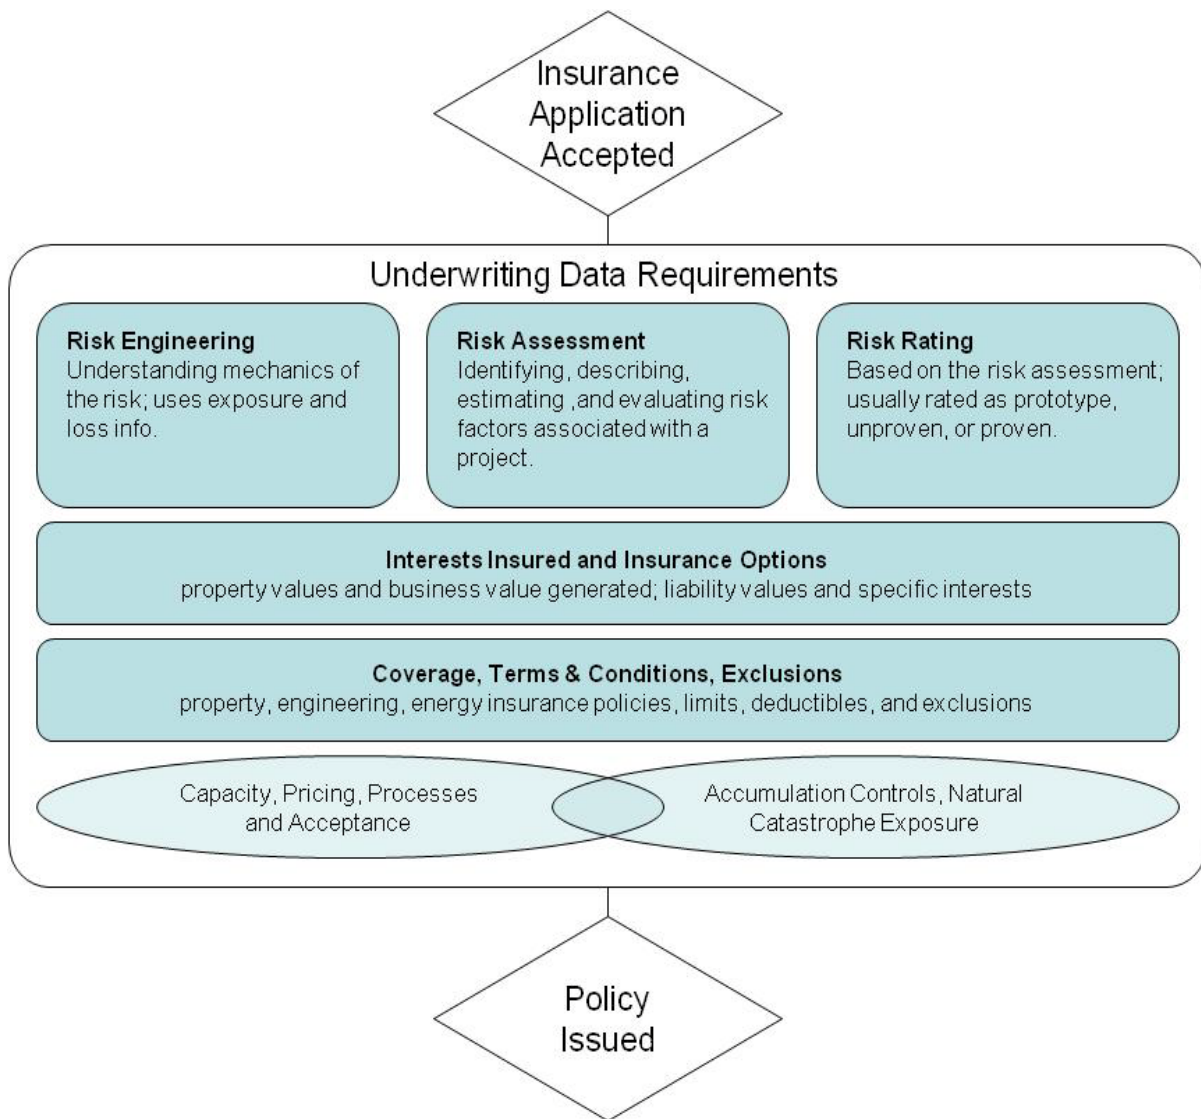 Insurance
Application
Accepted
Underwriting Data Requirements
Risk Engineering
Understanding mechanics of
the risk; uses exposure and
loss info.
Risk Assessment
Identifying, describing,
estimating ,and evaluating risk
factors associated with a
project.
Risk Rating
Based on the risk assessment;
usually rated as prototype,
unproven, or proven.
Interests Insured and Insurance Options
property values and business value generated; liability values and specific interests
Coverage, Terms & Conditions, Exclusions
property, engineering, energy insurance policies, limits, deductibles, and exclusions
Capacity, Pricing, Processes
and Acceptance
Accumulation Controls, Natural
Catastrophe Exposure
Policy
Issued